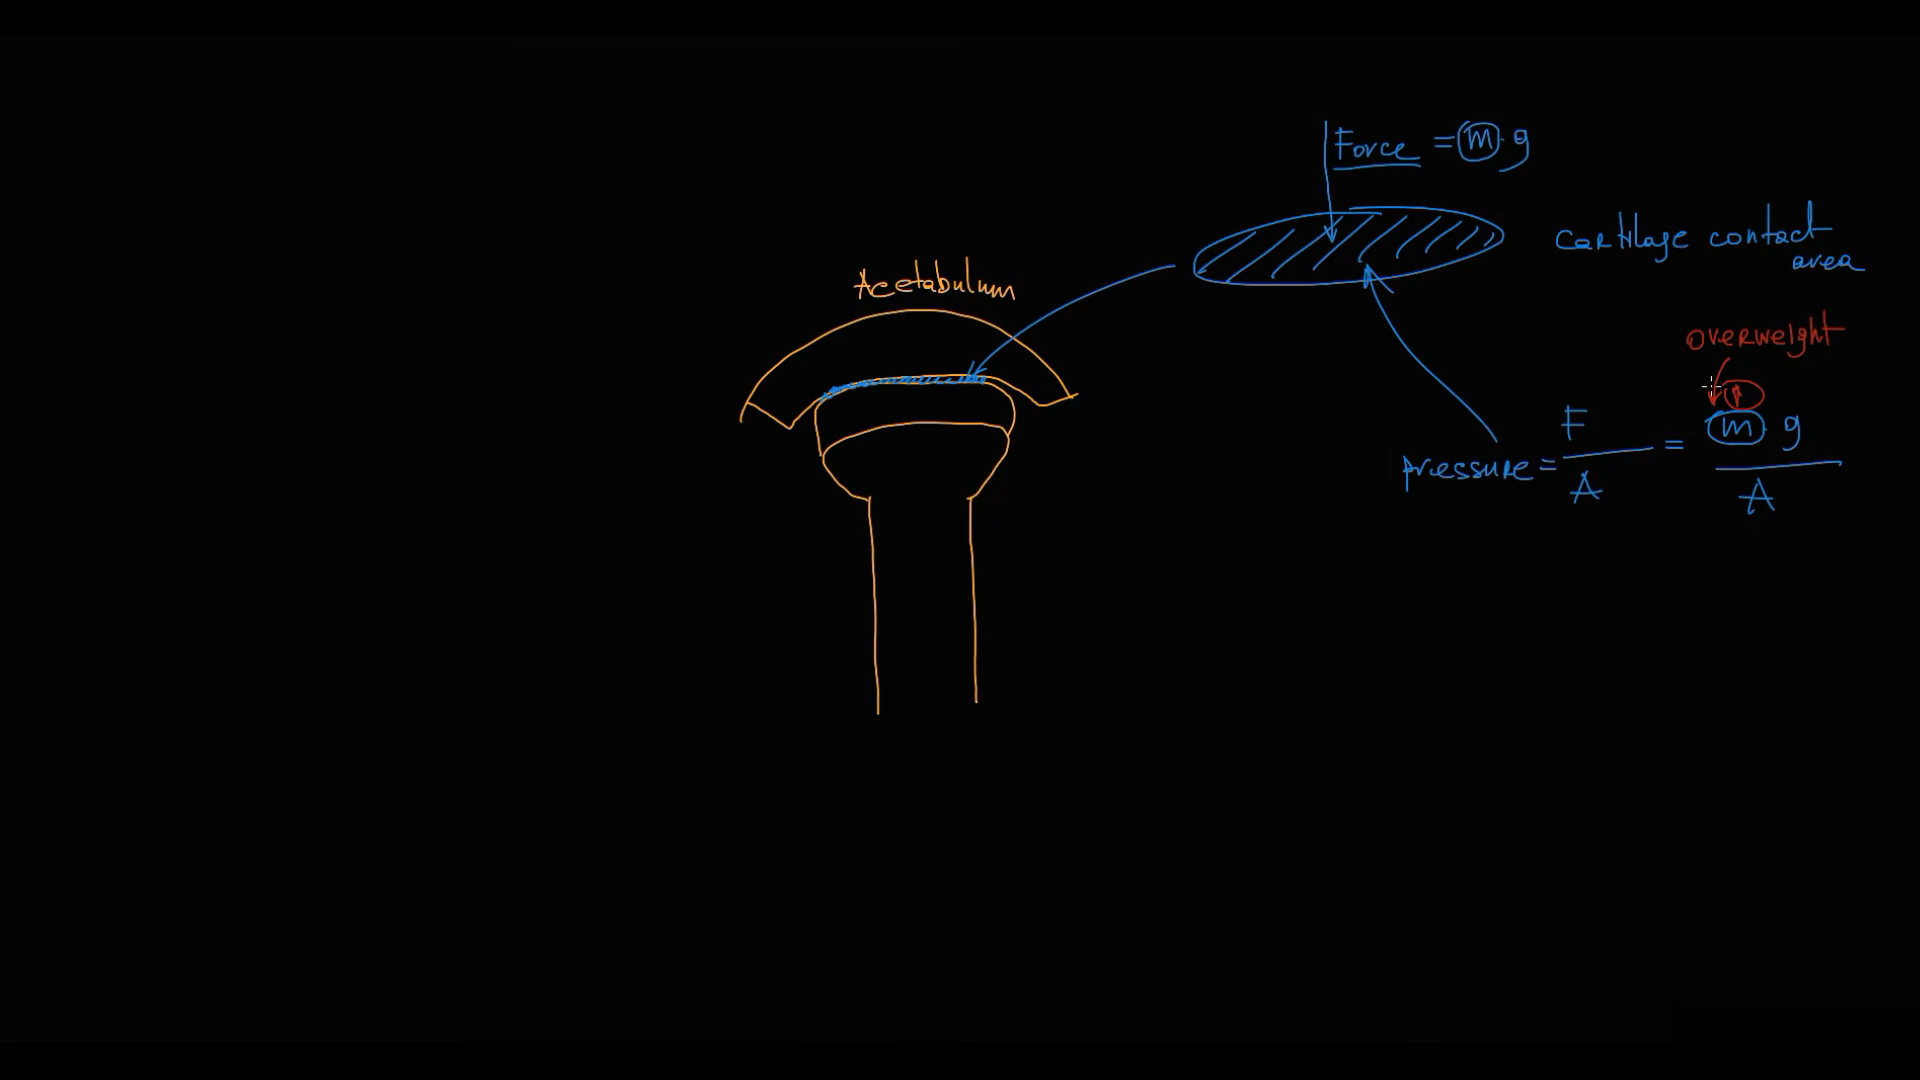 Force = m · g
cartilage contact
area
Acetabulum
overweight
↑
pressure = F / A = m · g / A